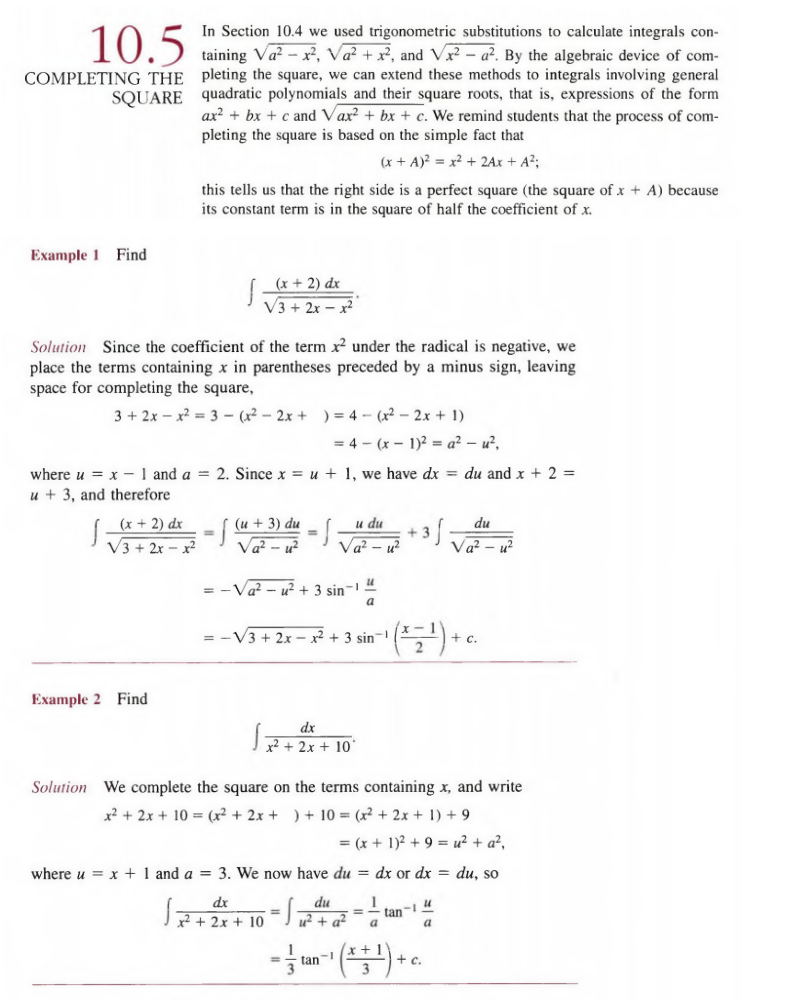 10.5
COMPLETING THE
SQUARE
In Section 10.4 we used trigonometric substitutions to calculate integrals con-
taining √(a² − x²), √(a² + x²), and √(x² − a²). By the algebraic device of com-
pleting the square, we can extend these methods to integrals involving general
quadratic polynomials and their square roots, that is, expressions of the form
ax² + bx + c and √(ax² + bx + c). We remind students that the process of com-
pleting the square is based on the simple fact that
(x + A)² = x² + 2Ax + A²;
this tells us that the right side is a perfect square (the square of x + A) because
its constant term is in the square of half the coefficient of x.
Example 1 Find
∫ (x + 2) dx / √(3 + 2x − x²).
Solution Since the coefficient of the term x² under the radical is negative, we
place the terms containing x in parentheses preceded by a minus sign, leaving
space for completing the square,
3 + 2x − x² = 3 − (x² − 2x + ) = 4 − (x² − 2x + 1)
= 4 − (x − 1)² = a² − u²,
where u = x − 1 and a = 2. Since x = u + 1, we have dx = du and x + 2 =
u + 3, and therefore
∫ (x + 2) dx / √(3 + 2x − x²) = ∫ (u + 3) du / √(a² − u²) = ∫ u du / √(a² − u²) + 3 ∫ du / √(a² − u²)
= −√(a² − u²) + 3 sin⁻¹ u/a
= −√(3 + 2x − x²) + 3 sin⁻¹ ((x − 1)/2) + c.
Example 2 Find
∫ dx / (x² + 2x + 10).
Solution We complete the square on the terms containing x, and write
x² + 2x + 10 = (x² + 2x + ) + 10 = (x² + 2x + 1) + 9
= (x + 1)² + 9 = u² + a²,
where u = x + 1 and a = 3. We now have du = dx or dx = du, so
∫ dx / (x² + 2x + 10) = ∫ du / (u² + a²) = 1/a tan⁻¹ u/a
= 1/3 tan⁻¹ ((x + 1)/3) + c.